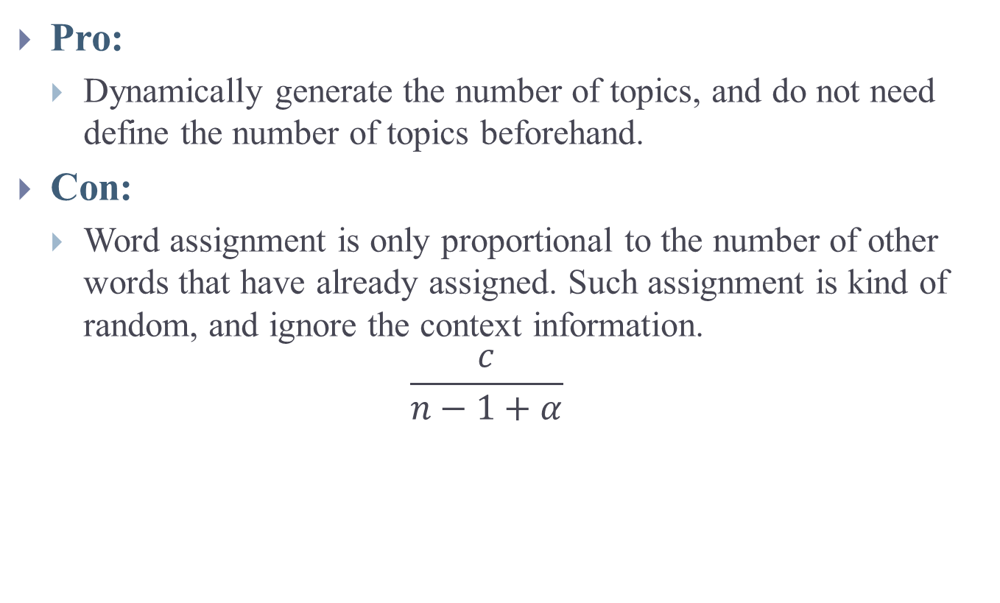 Pro:
Dynamically generate the number of topics, and do not need
define the number of topics beforehand.
Con:
Word assignment is only proportional to the number of other
words that have already assigned. Such assignment is kind of
random, and ignore the context information.
c
n − 1 + α